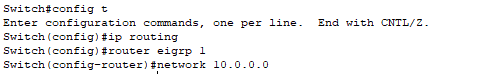 Switch#config t
Enter configuration commands, one per line.  End with CNTL/Z.
Switch(config)#ip routing
Switch(config)#router eigrp 1
Switch(config-router)#network 10.0.0.0